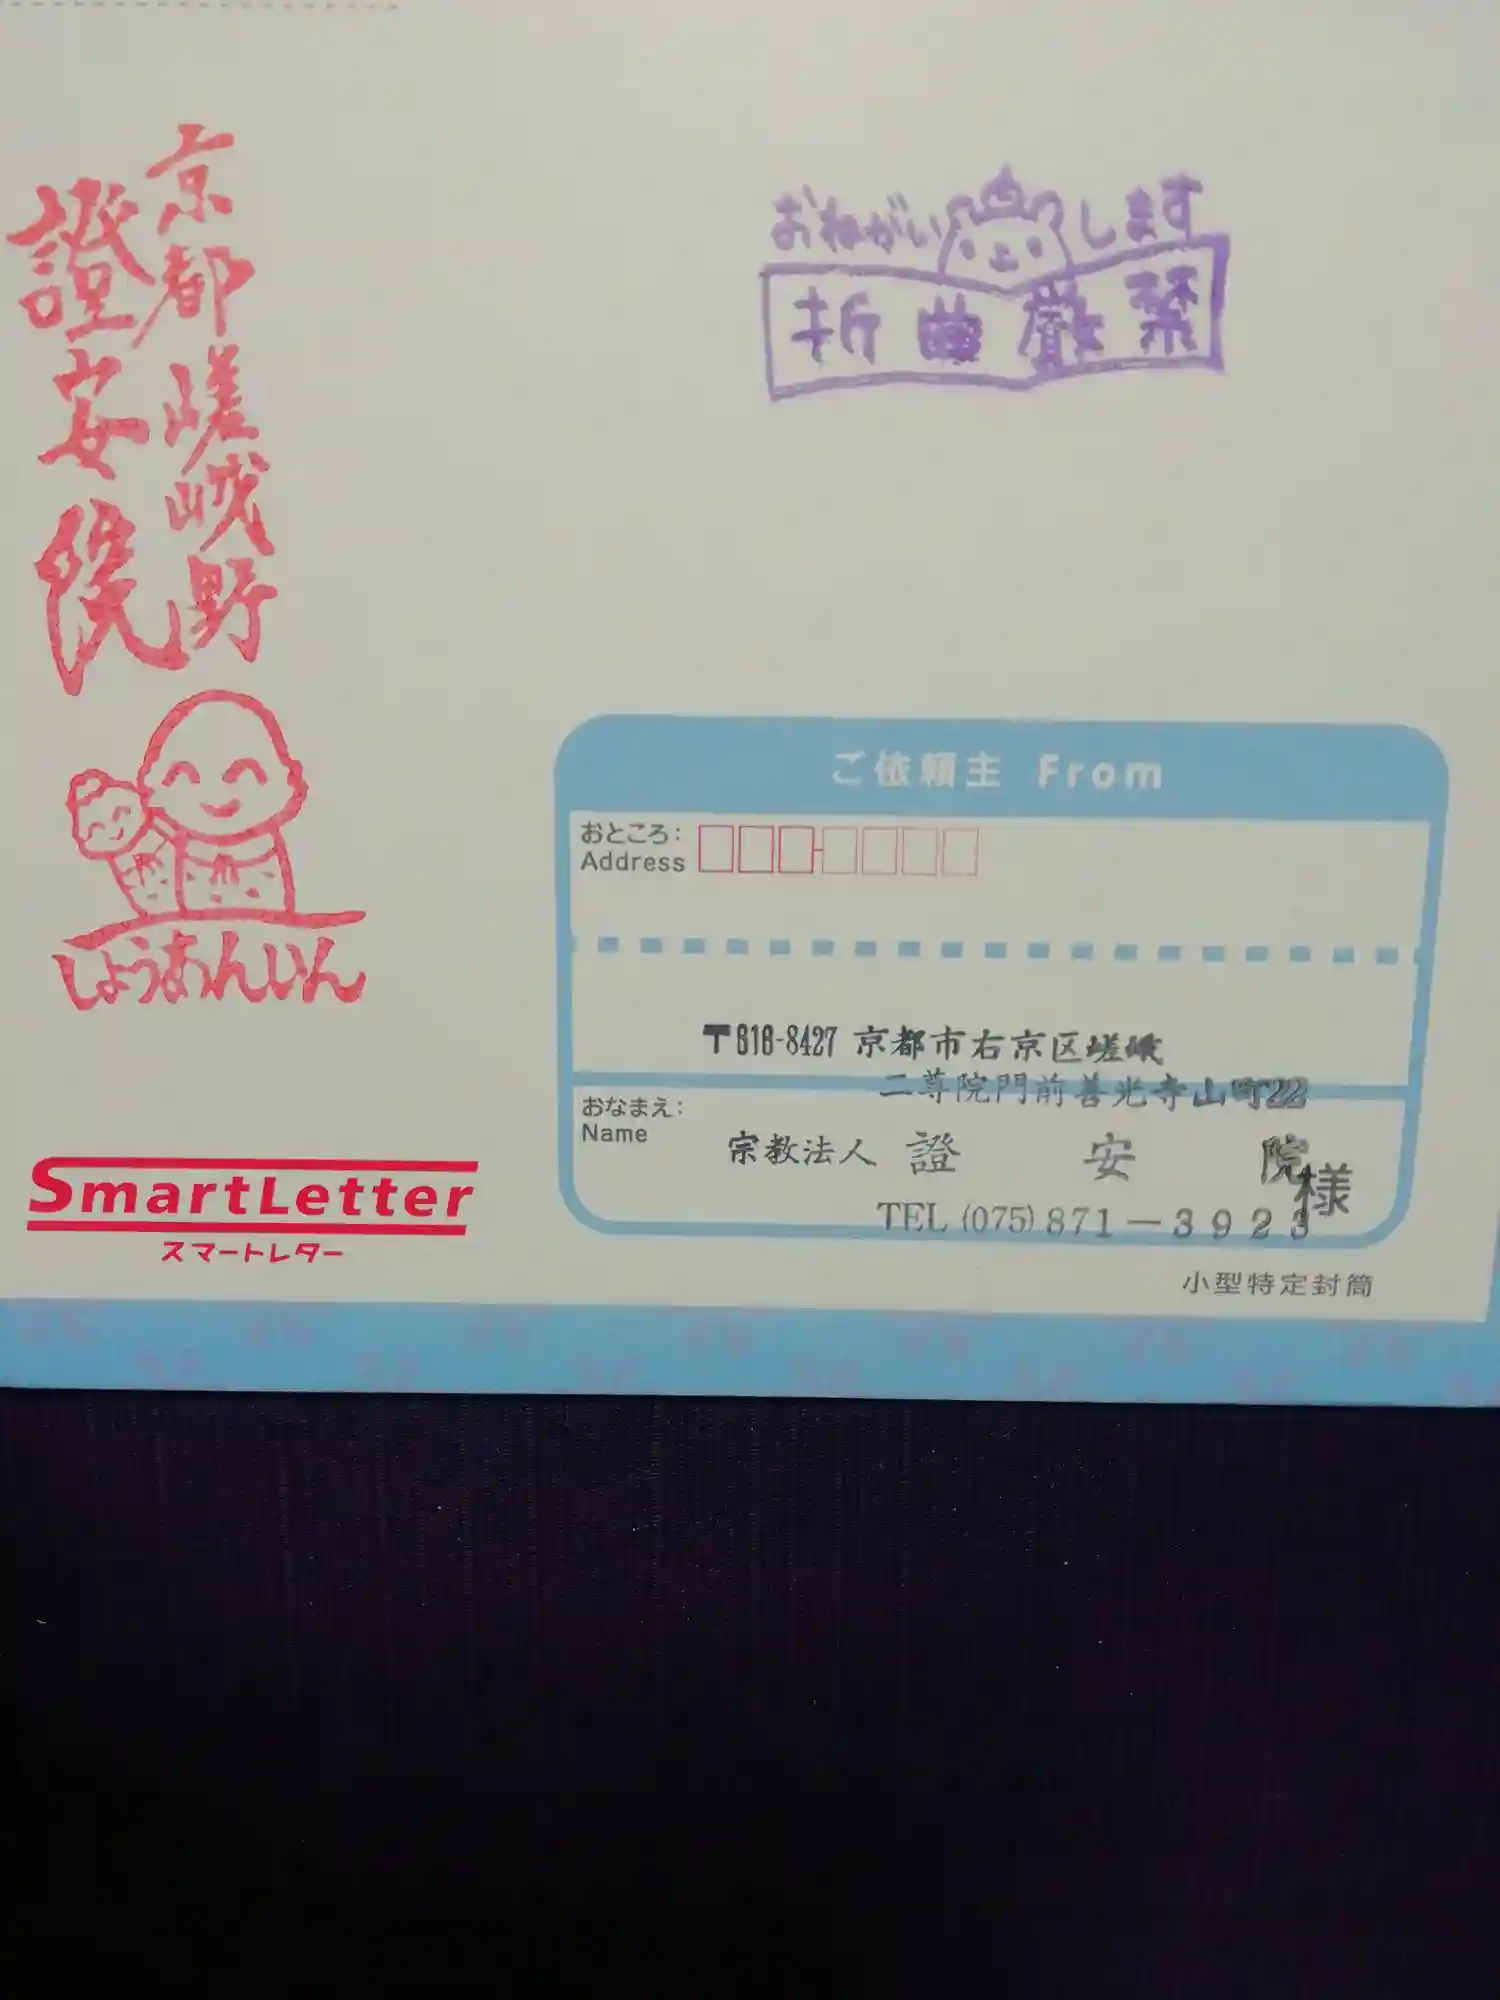 京都嵯峨野
證安院
しょうあんいん
おねがいします
折曲厳禁
ご依頼主 From
おところ:
Address
〒616-8427 京都市右京区嵯峨
二尊院門前善光寺山町22
おなまえ:
Name
宗教法人 證安院
様
TEL (075) 871-3923
SmartLetter
スマートレター
小型特定封筒